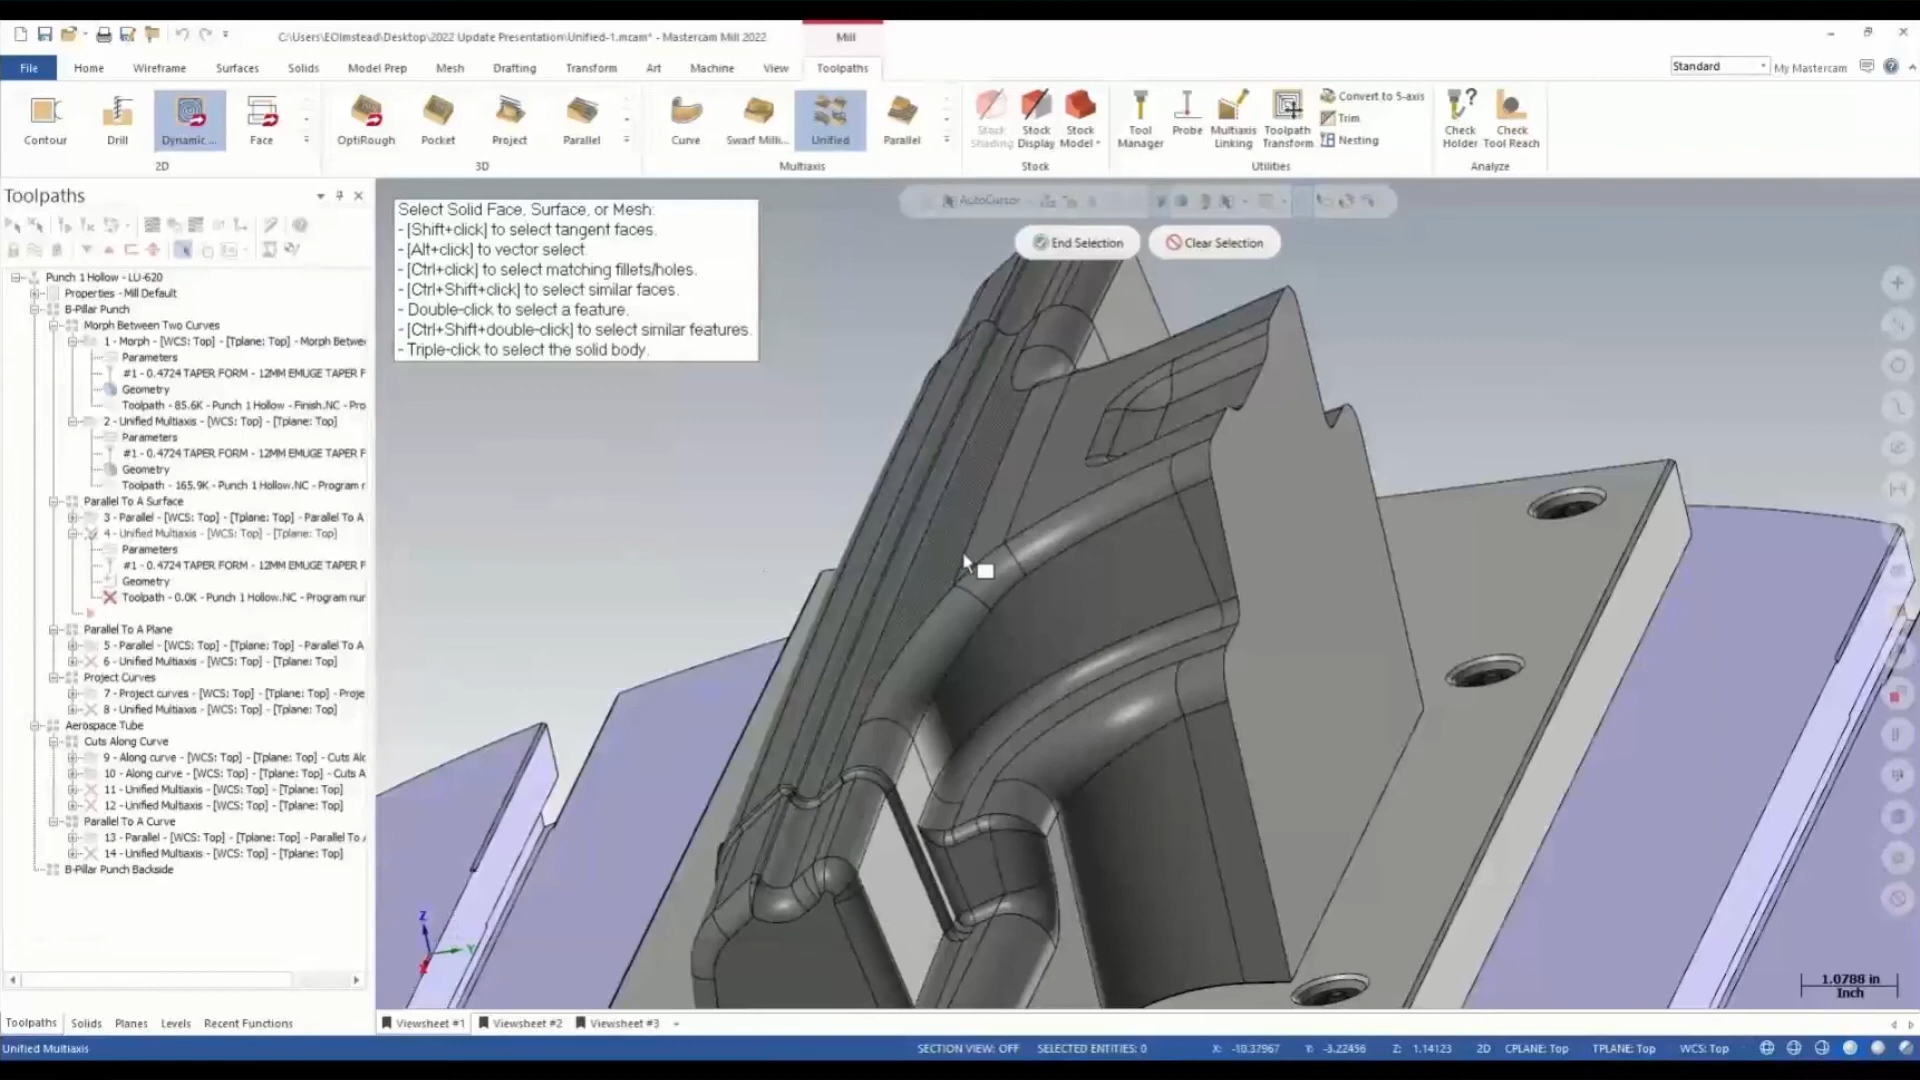 C:\Users\EOlmstead\Desktop\2022 Update Presentation\Unified-1.mcam* - Mastercam Mill 2022
Mill
File
Home
Wireframe
Surfaces
Solids
Model Prep
Mesh
Drafting
Transform
Art
Machine
View
Toolpaths
Standard
My Mastercam
Contour
Drill
Dynamic ...
Face
OptiRough
Pocket
Project
Parallel
Curve
Swarf Milli...
Unified
Parallel
Stock Shading
Stock Display
Stock Model
Tool Manager
Probe
Multiaxis Linking
Toolpath Transform
Convert to 5-axis
Trim
Nesting
Check Holder
Check Tool Reach
2D
3D
Multiaxis
Stock
Utilities
Analyze
Toolpaths
Punch 1 Hollow - LU-620
Properties - Mill Default
B-Pillar Punch
Morph Between Two Curves
1 - Morph - [WCS: Top] - [Tplane: Top] - Morph Betwee
Parameters
#1 - 0.4724 TAPER FORM - 12MM EMUGE TAPER F
Geometry
Toolpath - 85.6K - Punch 1 Hollow - Finish.NC - Pro
2 - Unified Multiaxis - [WCS: Top] - [Tplane: Top]
Parameters
#1 - 0.4724 TAPER FORM - 12MM EMUGE TAPER F
Geometry
Toolpath - 165.9K - Punch 1 Hollow.NC - Program r
Parallel To A Surface
3 - Parallel - [WCS: Top] - [Tplane: Top] - Parallel To A
4 - Unified Multiaxis - [WCS: Top] - [Tplane: Top]
Parameters
#1 - 0.4724 TAPER FORM - 12MM EMUGE TAPER F
Geometry
Toolpath - 0.0K - Punch 1 Hollow.NC - Program nur
Parallel To A Plane
5 - Parallel - [WCS: Top] - [Tplane: Top] - Parallel To A
6 - Unified Multiaxis - [WCS: Top] - [Tplane: Top]
Project Curves
7 - Project curves - [WCS: Top] - [Tplane: Top] - Proje
8 - Unified Multiaxis - [WCS: Top] - [Tplane: Top]
Aerospace Tube
Cuts Along Curve
9 - Along curve - [WCS: Top] - [Tplane: Top] - Cuts Alc
10 - Along curve - [WCS: Top] - [Tplane: Top] - Cuts A
11 - Unified Multiaxis - [WCS: Top] - [Tplane: Top]
12 - Unified Multiaxis - [WCS: Top] - [Tplane: Top]
Parallel To A Curve
13 - Parallel - [WCS: Top] - [Tplane: Top] - Parallel To A
14 - Unified Multiaxis - [WCS: Top] - [Tplane: Top]
B-Pillar Punch Backside
Select Solid Face, Surface, or Mesh:
- [Shift+click] to select tangent faces.
- [Alt+click] to vector select.
- [Ctrl+click] to select matching fillets/holes.
- [Ctrl+Shift+click] to select similar faces.
- Double-click to select a feature.
- [Ctrl+Shift+double-click] to select similar features.
- Triple-click to select the solid body.
AutoCursor
End Selection
Clear Selection
Z
Y
X
1.0786 in
Inch
Toolpaths
Solids
Planes
Levels
Recent Functions
Viewsheet #1
Viewsheet #2
Viewsheet #3
+
Unified Multiaxis
SECTION VIEW: OFF
SELECTED ENTITIES: 0
X: -10.37967
Y: -3.22456
Z: 1.14123
2D
CPLANE: Top
TPLANE: Top
WCS: Top